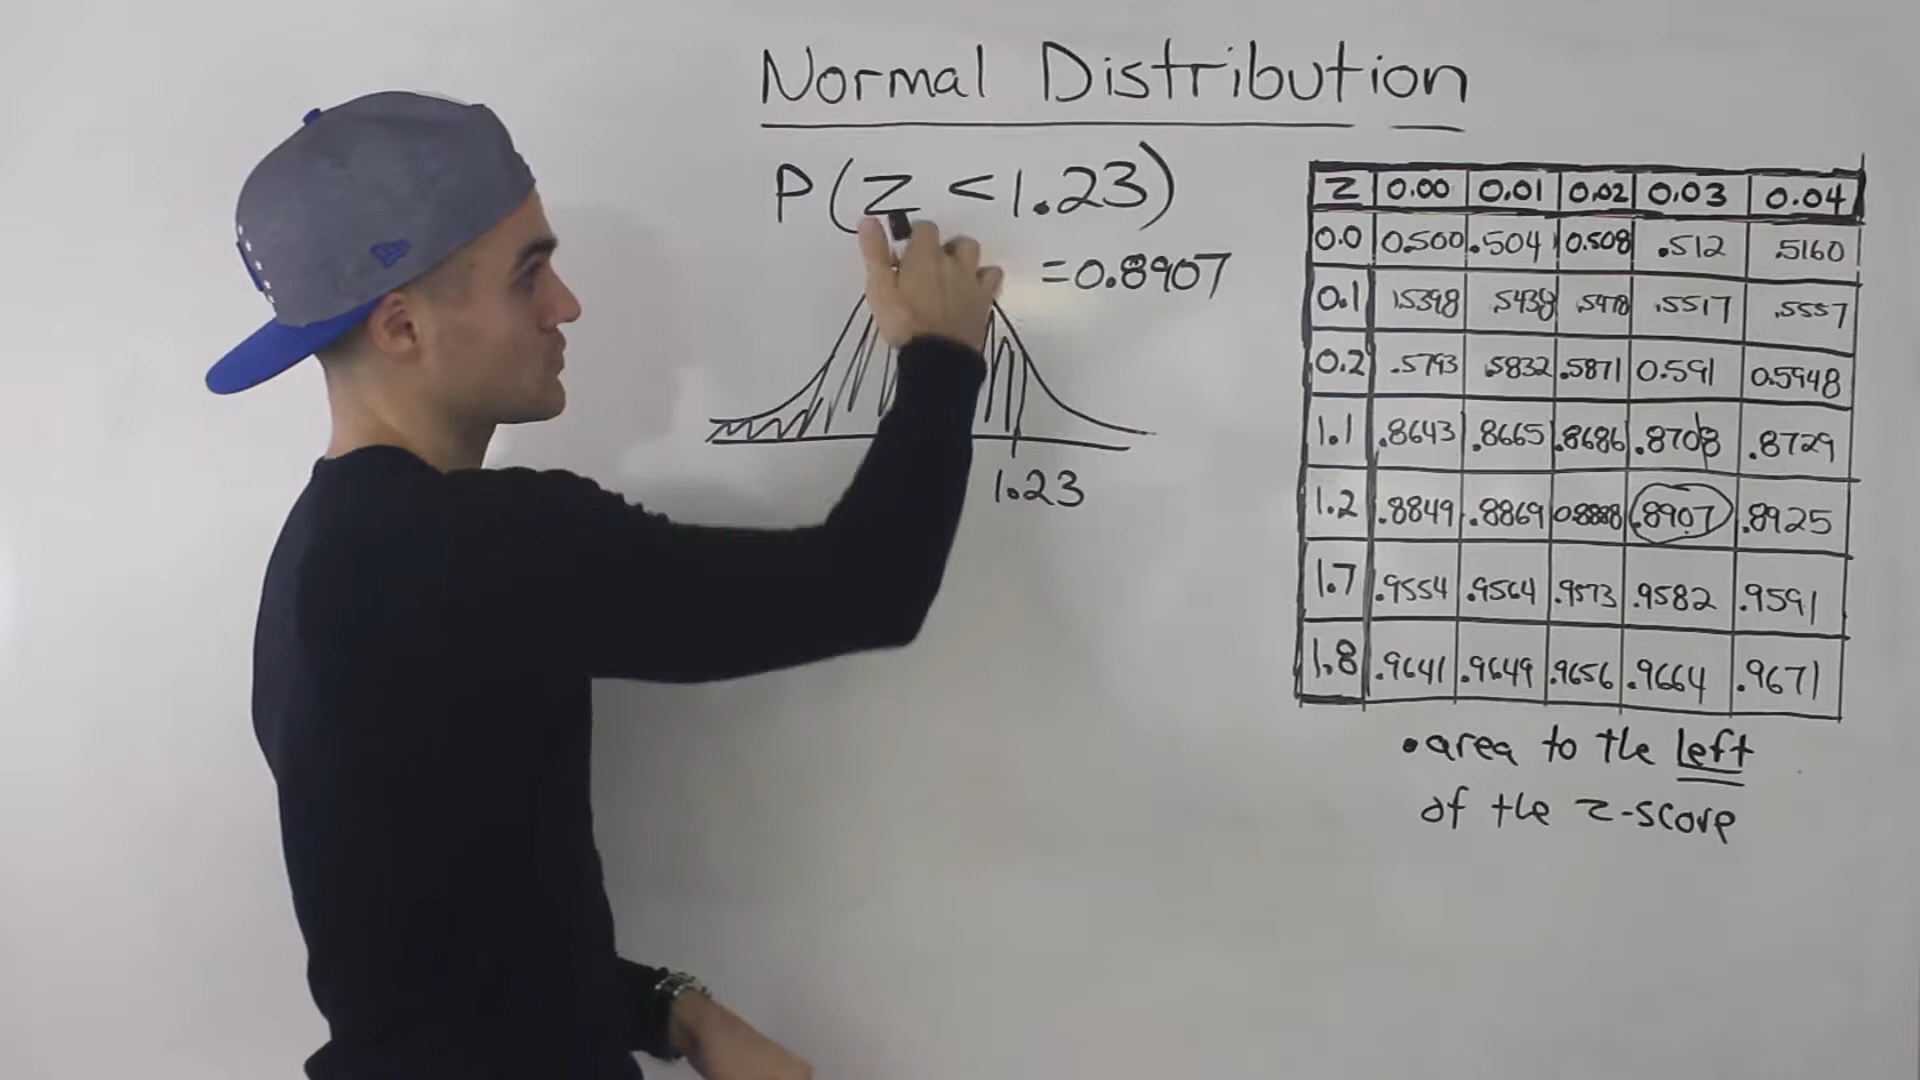 Normal Distribution
P(Z < 1.23)
= 0.8907
1.23
Z 0.00 0.01 0.02 0.03 0.04
0.0 0.500 .504 0.508 .512 .5160
0.1 .5398 .5438 .5478 .5517 .5557
0.2 .5793 .5832 .5871 0.591 0.5948
1.1 .8643 .8665 .8686 .8708 .8729
1.2 .8849 .8869 0.8888 .8907 .8925
1.7 .9554 .9564 .9573 .9582 .9591
1.8 .9641 .9649 .9656 .9664 .9671
• area to the left
of the z-score